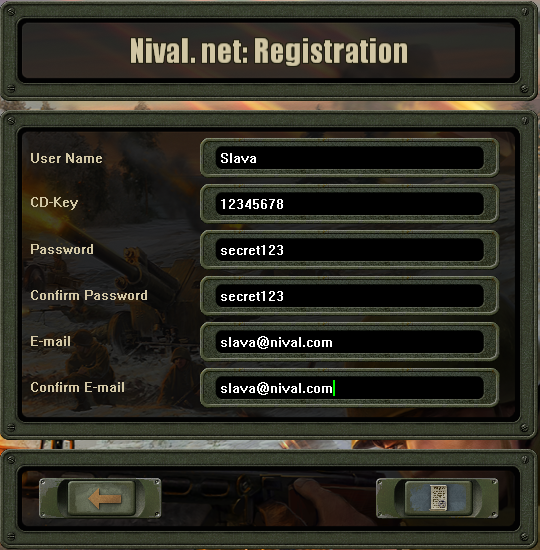 Nival. net: Registration
User Name
Slava
CD-Key
12345678
Password
secret123
Confirm Password
secret123
E-mail
slava@nival.com
Confirm E-mail
slava@nival.com